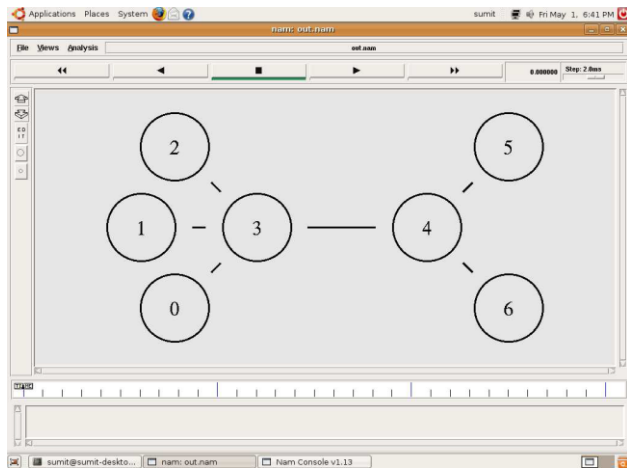 Applications Places System sumit Fri May 1, 6:41 PM
nam: out.nam
File Views Analysis out.nam
0.000000 Step: 2.0ms
2 5
1 3 4
0 6
sumit@sumit-deskto... nam: out.nam Nam Console v1.13